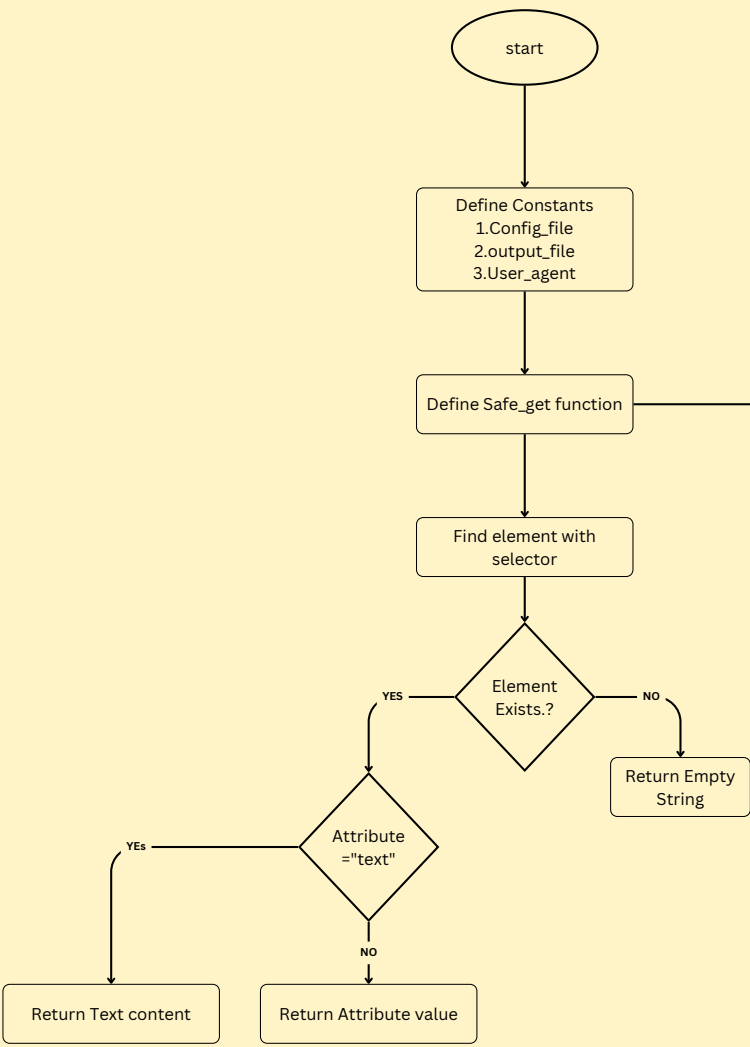 start
Define Constants
1.Config_file
2.output_file
3.User_agent
Define Safe_get function
Find element with
selector
Element
Exists.?
YES
NO
Return Empty
String
Attribute
="text"
YEs
NO
Return Text content
Return Attribute value